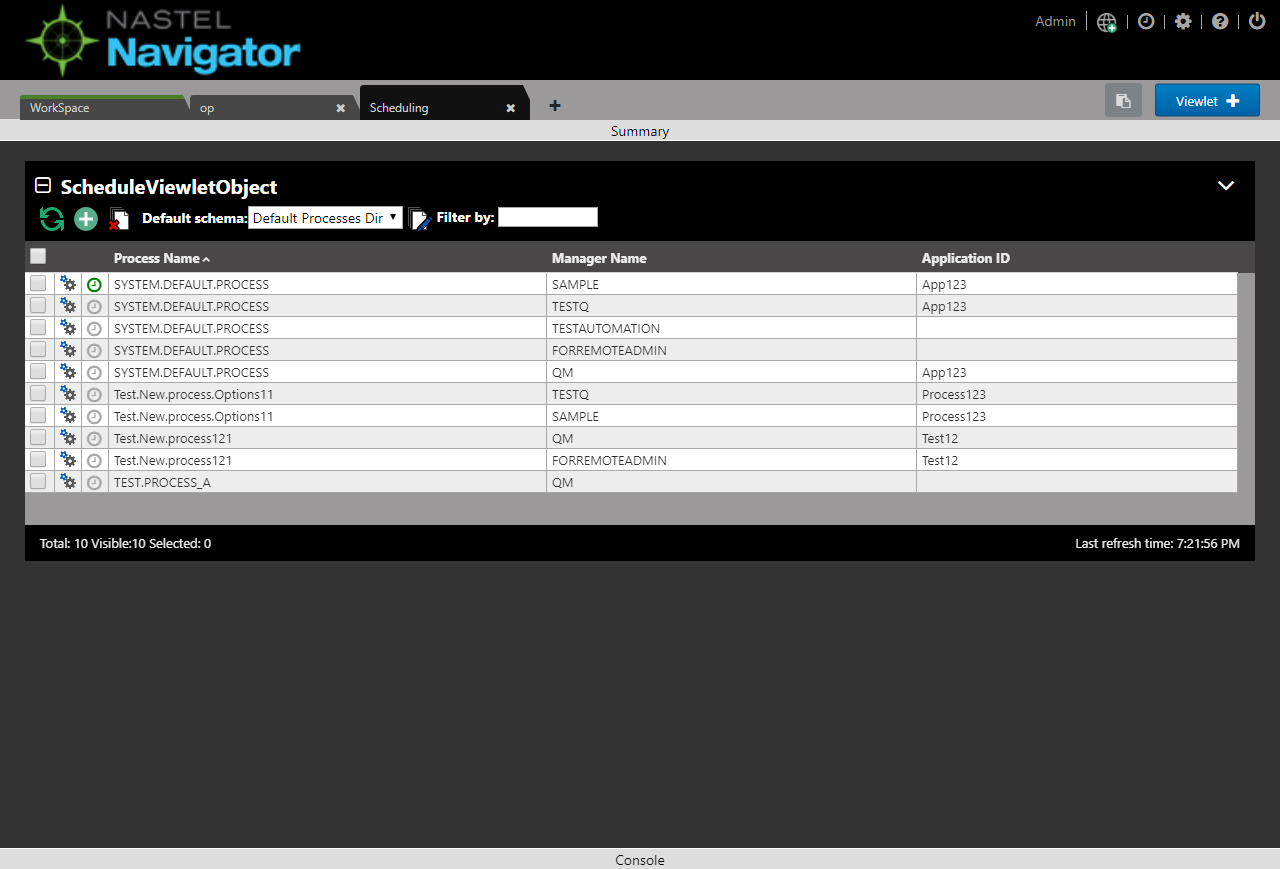 NASTEL
Navigator
Admin
WorkSpace op Scheduling Viewlet
Summary
ScheduleViewletObject
Default schema: Default Processes Dir Filter by:
Process Name Manager Name Application ID
SYSTEM.DEFAULT.PROCESS SAMPLE App123
SYSTEM.DEFAULT.PROCESS TESTQ App123
SYSTEM.DEFAULT.PROCESS TESTAUTOMATION
SYSTEM.DEFAULT.PROCESS FORREMOTEADMIN
SYSTEM.DEFAULT.PROCESS QM App123
Test.New.process.Options11 TESTQ Process123
Test.New.process.Options11 SAMPLE Process123
Test.New.process121 QM Test12
Test.New.process121 FORREMOTEADMIN Test12
TEST.PROCESS_A QM
Total: 10 Visible:10 Selected: 0 Last refresh time: 7:21:56 PM
Console